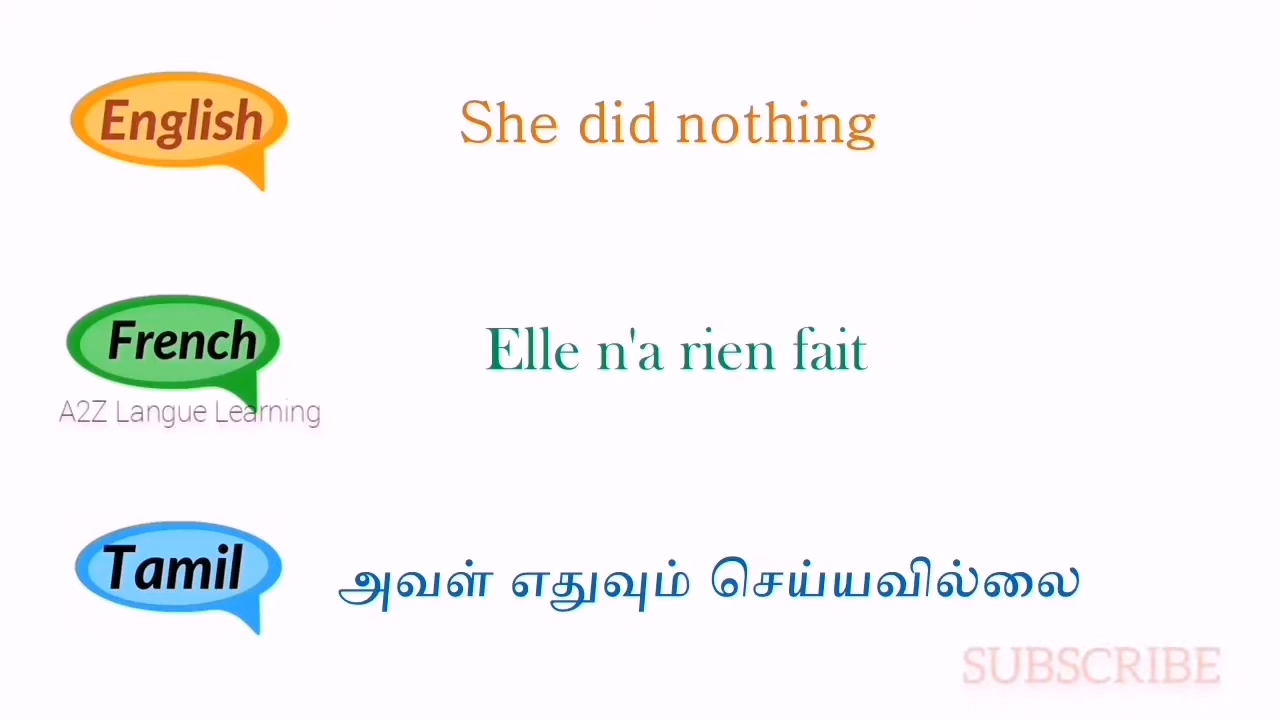 English
She did nothing
French
Elle n'a rien fait
A2Z Langue Learning
Tamil
அவள் எதுவும் செய்யவில்லை
SUBSCRIBE